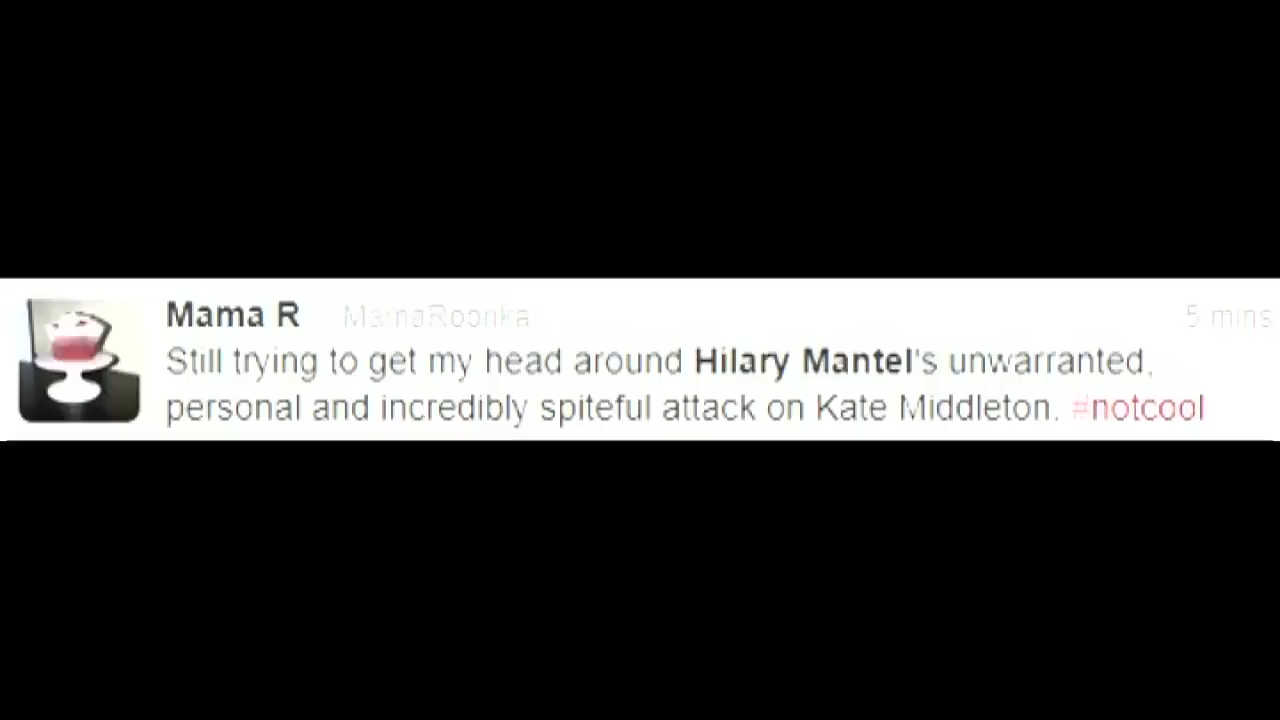 Mama R MamaRoonka 5 mins
Still trying to get my head around Hilary Mantel's unwarranted,
personal and incredibly spiteful attack on Kate Middleton. #notcool